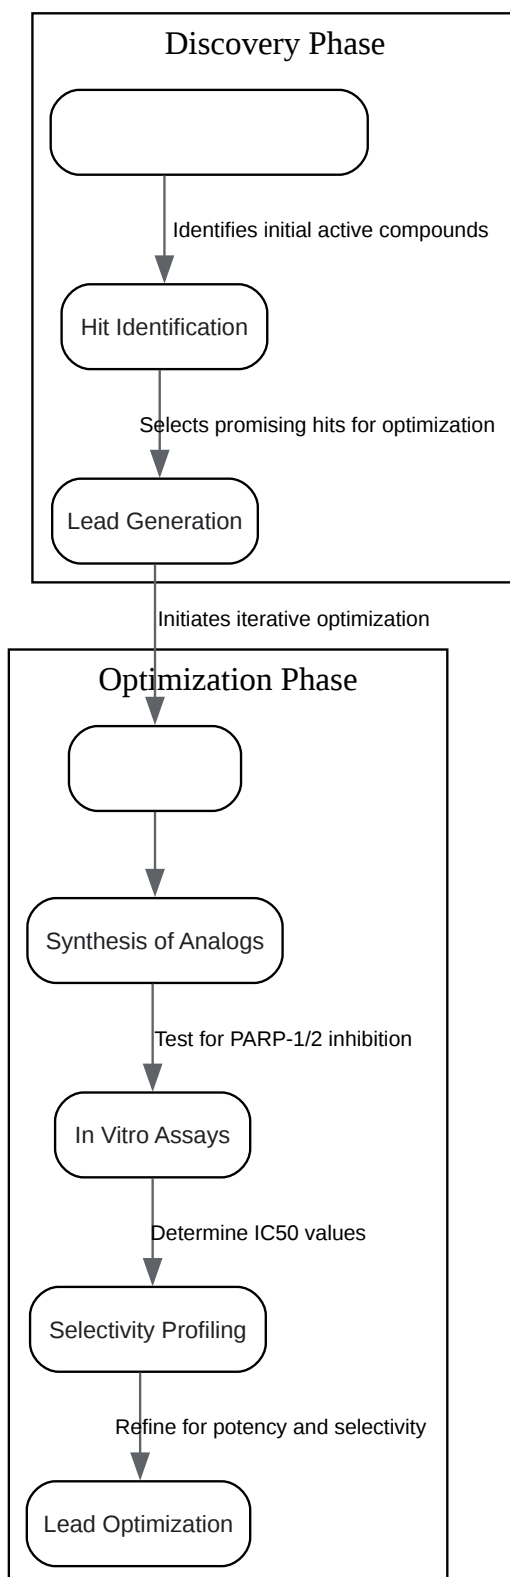 Discovery Phase
Identifies initial active compounds
Hit Identification
Selects promising hits for optimization
Lead Generation
Initiates iterative optimization
Optimization Phase
Synthesis of Analogs
Test for PARP-1/2 inhibition
In Vitro Assays
Determine IC50 values
Selectivity Profiling
Refine for potency and selectivity
Lead Optimization